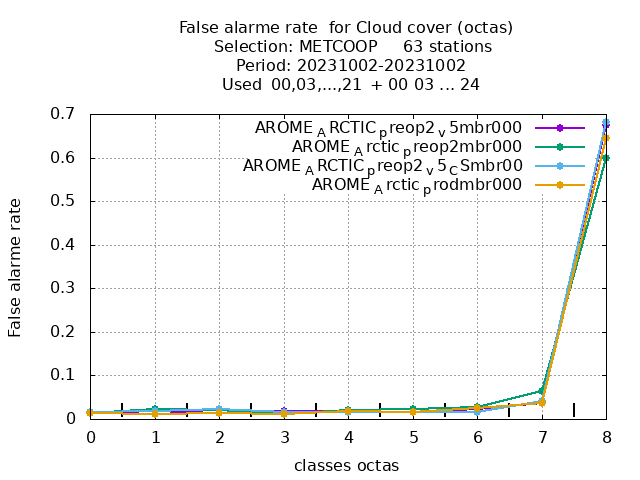 False alarme rate  for Cloud cover (octas)
Selection: METCOOP     63 stations
Period: 20231002-20231002
Used  00,03,...,21  + 00 03 ... 24
AROME_ARCTIC_preop2_v5mbr000
AROME_Arctic_preop2mbr000
AROME_ARCTIC_preop2_v5_CSmbr00
AROME_Arctic_prodmbr000
0.7
0.6
0.5
0.4
0.3
0.2
0.1
0
False alarme rate
0 1 2 3 4 5 6 7 8
classes octas